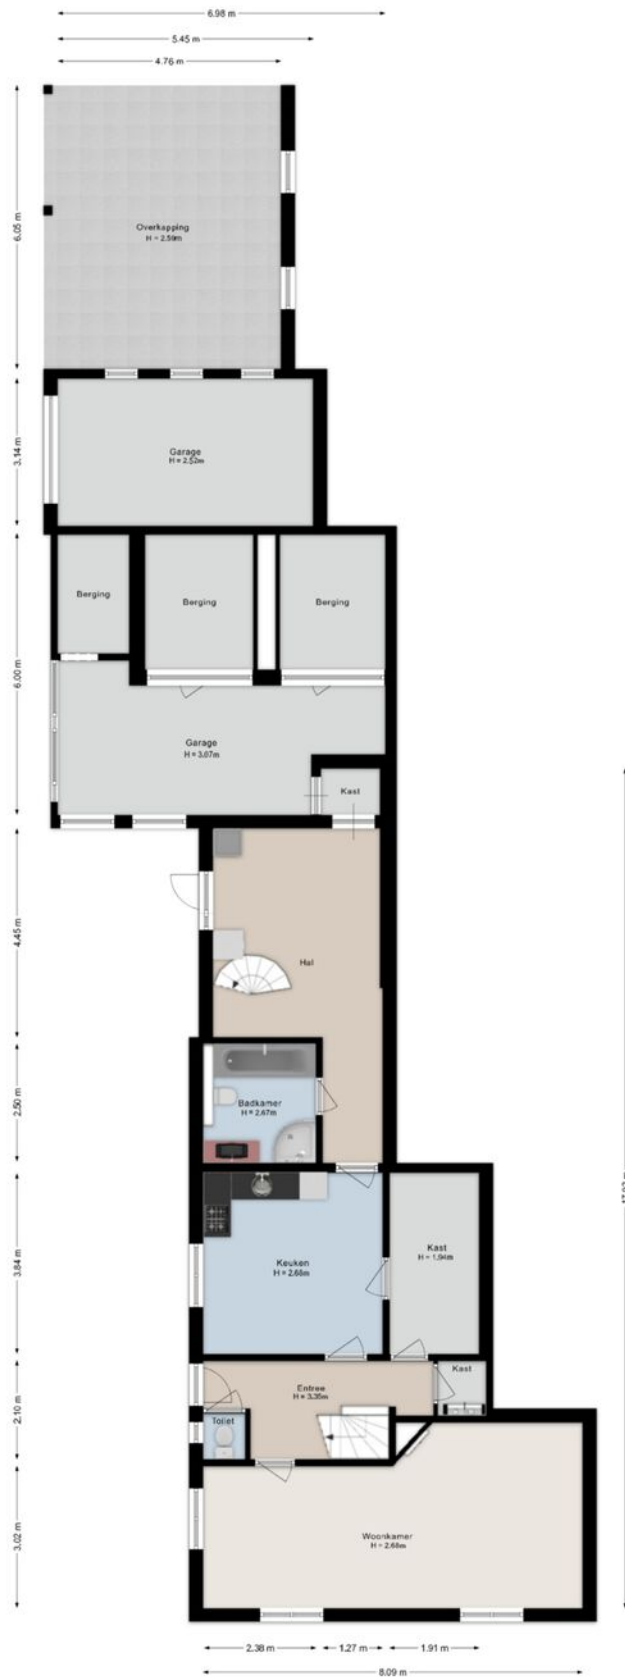 6.98 m
5.45 m
4.76 m
6.05 m
Overkapping
H = 2.59m
3.14 m
Garage
H = 2.52m
6.00 m
Berging
Berging
Berging
Garage
H = 3.07m
Kast
4.45 m
Hal
2.50 m
Badkamer
H = 2.67m
3.84 m
Keuken
H = 2.68m
Kast
H = 1.94m
2.10 m
Entree
H = 3.35m
Kast
Toilet
3.02 m
Woonkamer
H = 2.68m
2.38 m
1.27 m
1.91 m
8.09 m